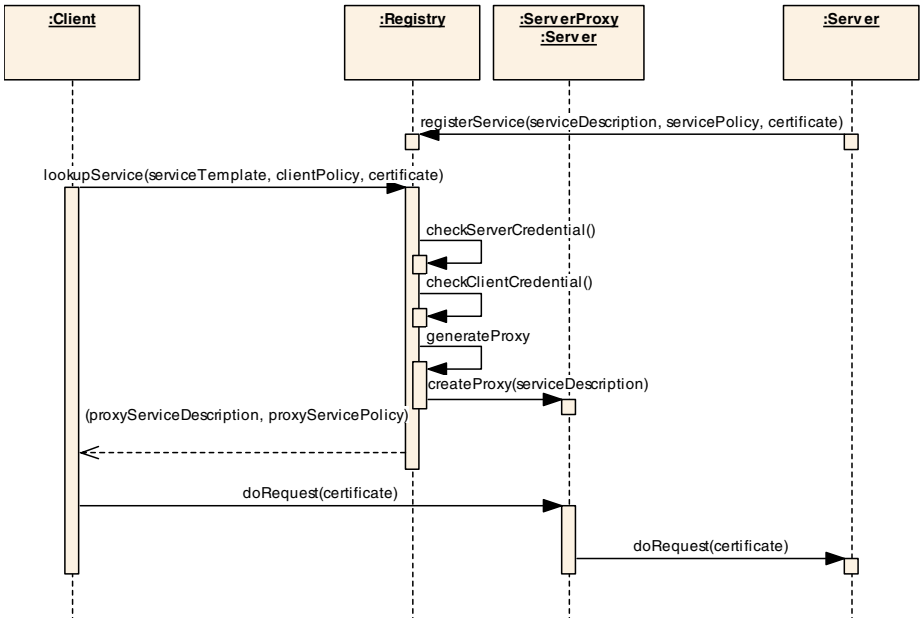 :Client
:Registry
:ServerProxy
:Server
:Server
registerService(serviceDescription, servicePolicy, certificate)
lookupService(serviceTemplate, clientPolicy, certificate)
checkServerCredential()
checkClientCredential()
generateProxy
createProxy(serviceDescription)
(proxyServiceDescription, proxyServicePolicy)
doRequest(certificate)
doRequest(certificate)